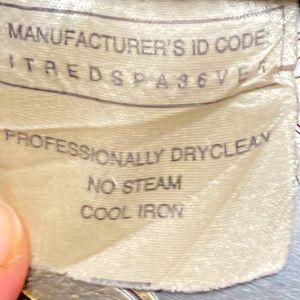 MANUFACTURER'S ID CODE:
ITREDSPA36VE
PROFESSIONALLY DRYCLEAN
NO STEAM
COOL IRON